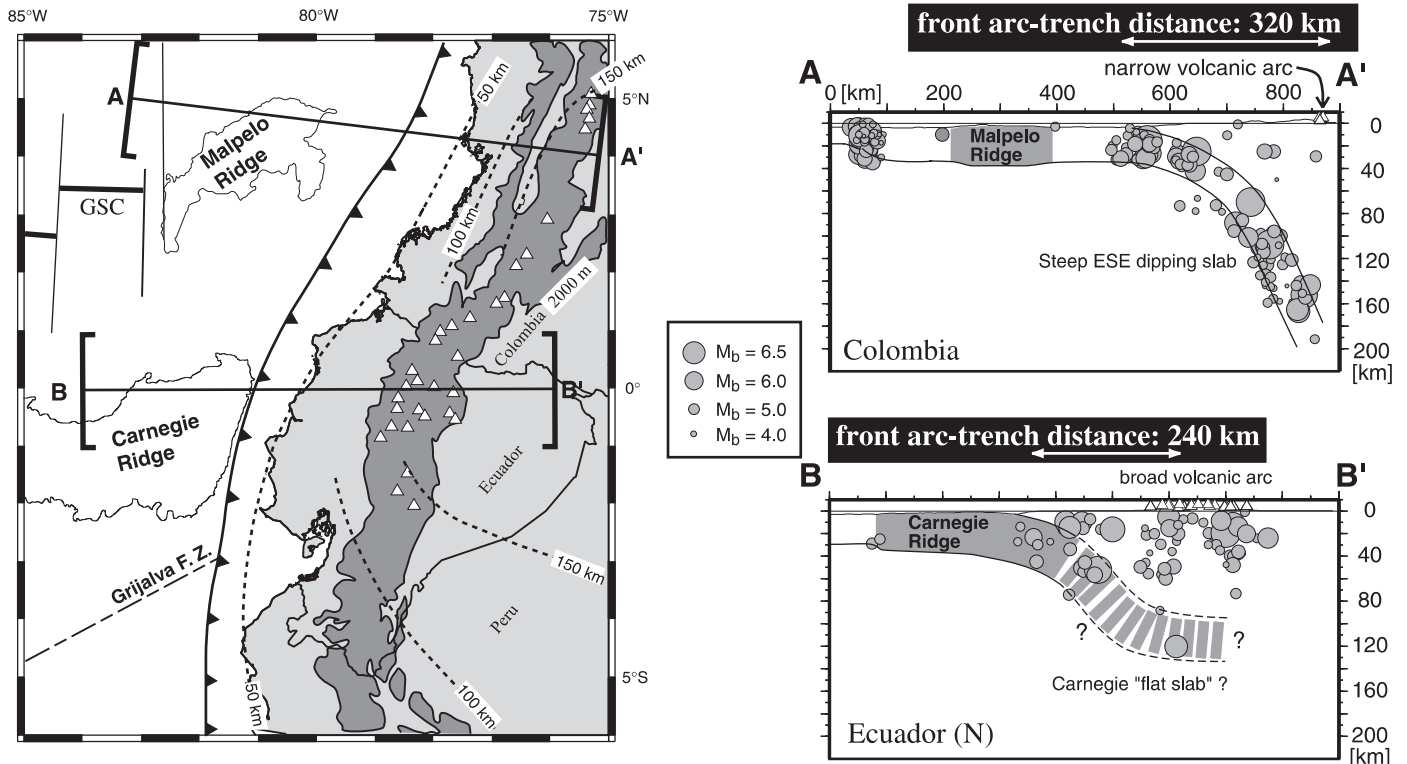 85°W
80°W
75°W
5°N
0°
5°S
A
A'
Malpelo
Ridge
GSC
50 km
100 km
150 km
2000 m
Colombia
B
B'
Carnegie
Ridge
Ecuador
Grijalva F. Z.
Peru
150 km
50 km
100 km
M_b = 6.5
M_b = 6.0
M_b = 5.0
M_b = 4.0
front arc-trench distance: 320 km
narrow volcanic arc
A
A'
0 [km]
200
400
600
800
0
40
80
120
160
200
[km]
Malpelo
Ridge
Steep ESE dipping slab
Colombia
front arc-trench distance: 240 km
broad volcanic arc
B
B'
0
40
80
120
160
200
[km]
Carnegie
Ridge
?
?
Carnegie "flat slab" ?
Ecuador (N)